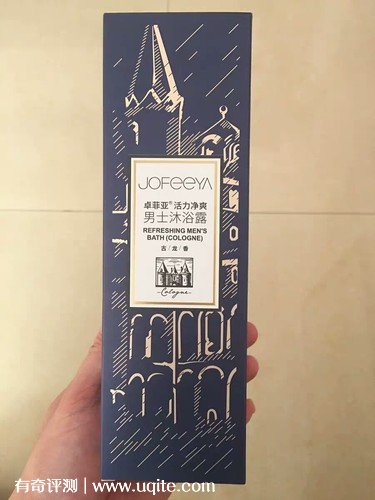 JOFEEYA
卓菲亚® 活力净爽
男士沐浴露
REFRESHING MEN'S
BATH (COLOGNE)
古/龙/香
Cologne
有奇评测 | www.uqite.com